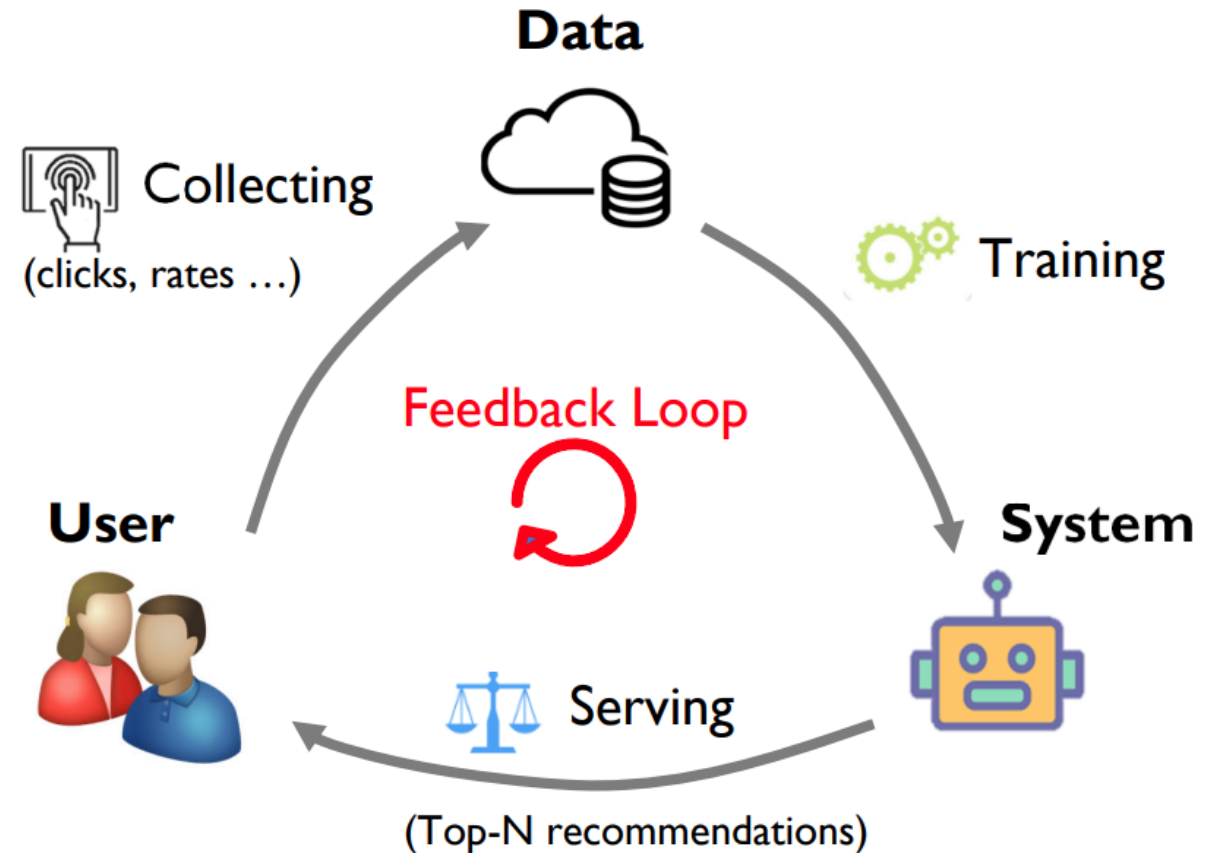 Data
Collecting
(clicks, rates ...)
Training
Feedback Loop
User
System
Serving
(Top-N recommendations)